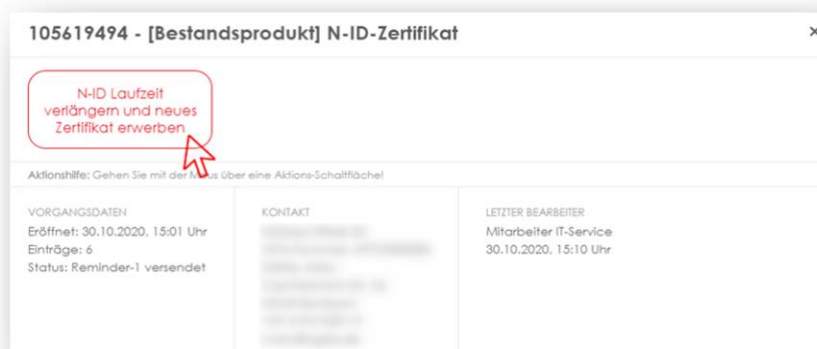 105619494 - [Bestandsprodukt] N-ID-Zertifikat
×
N-ID Laufzeit
verlängern und neues
Zertifikat erwerben
Aktionshilfe: Gehen Sie mit der Maus über eine Aktions-Schaltfläche!
VORGANGSDATEN
Eröffnet: 30.10.2020, 15:01 Uhr
Einträge: 6
Status: Reminder-1 versendet
KONTAKT
LETZTER BEARBEITER
Mitarbeiter IT-Service
30.10.2020, 15:10 Uhr